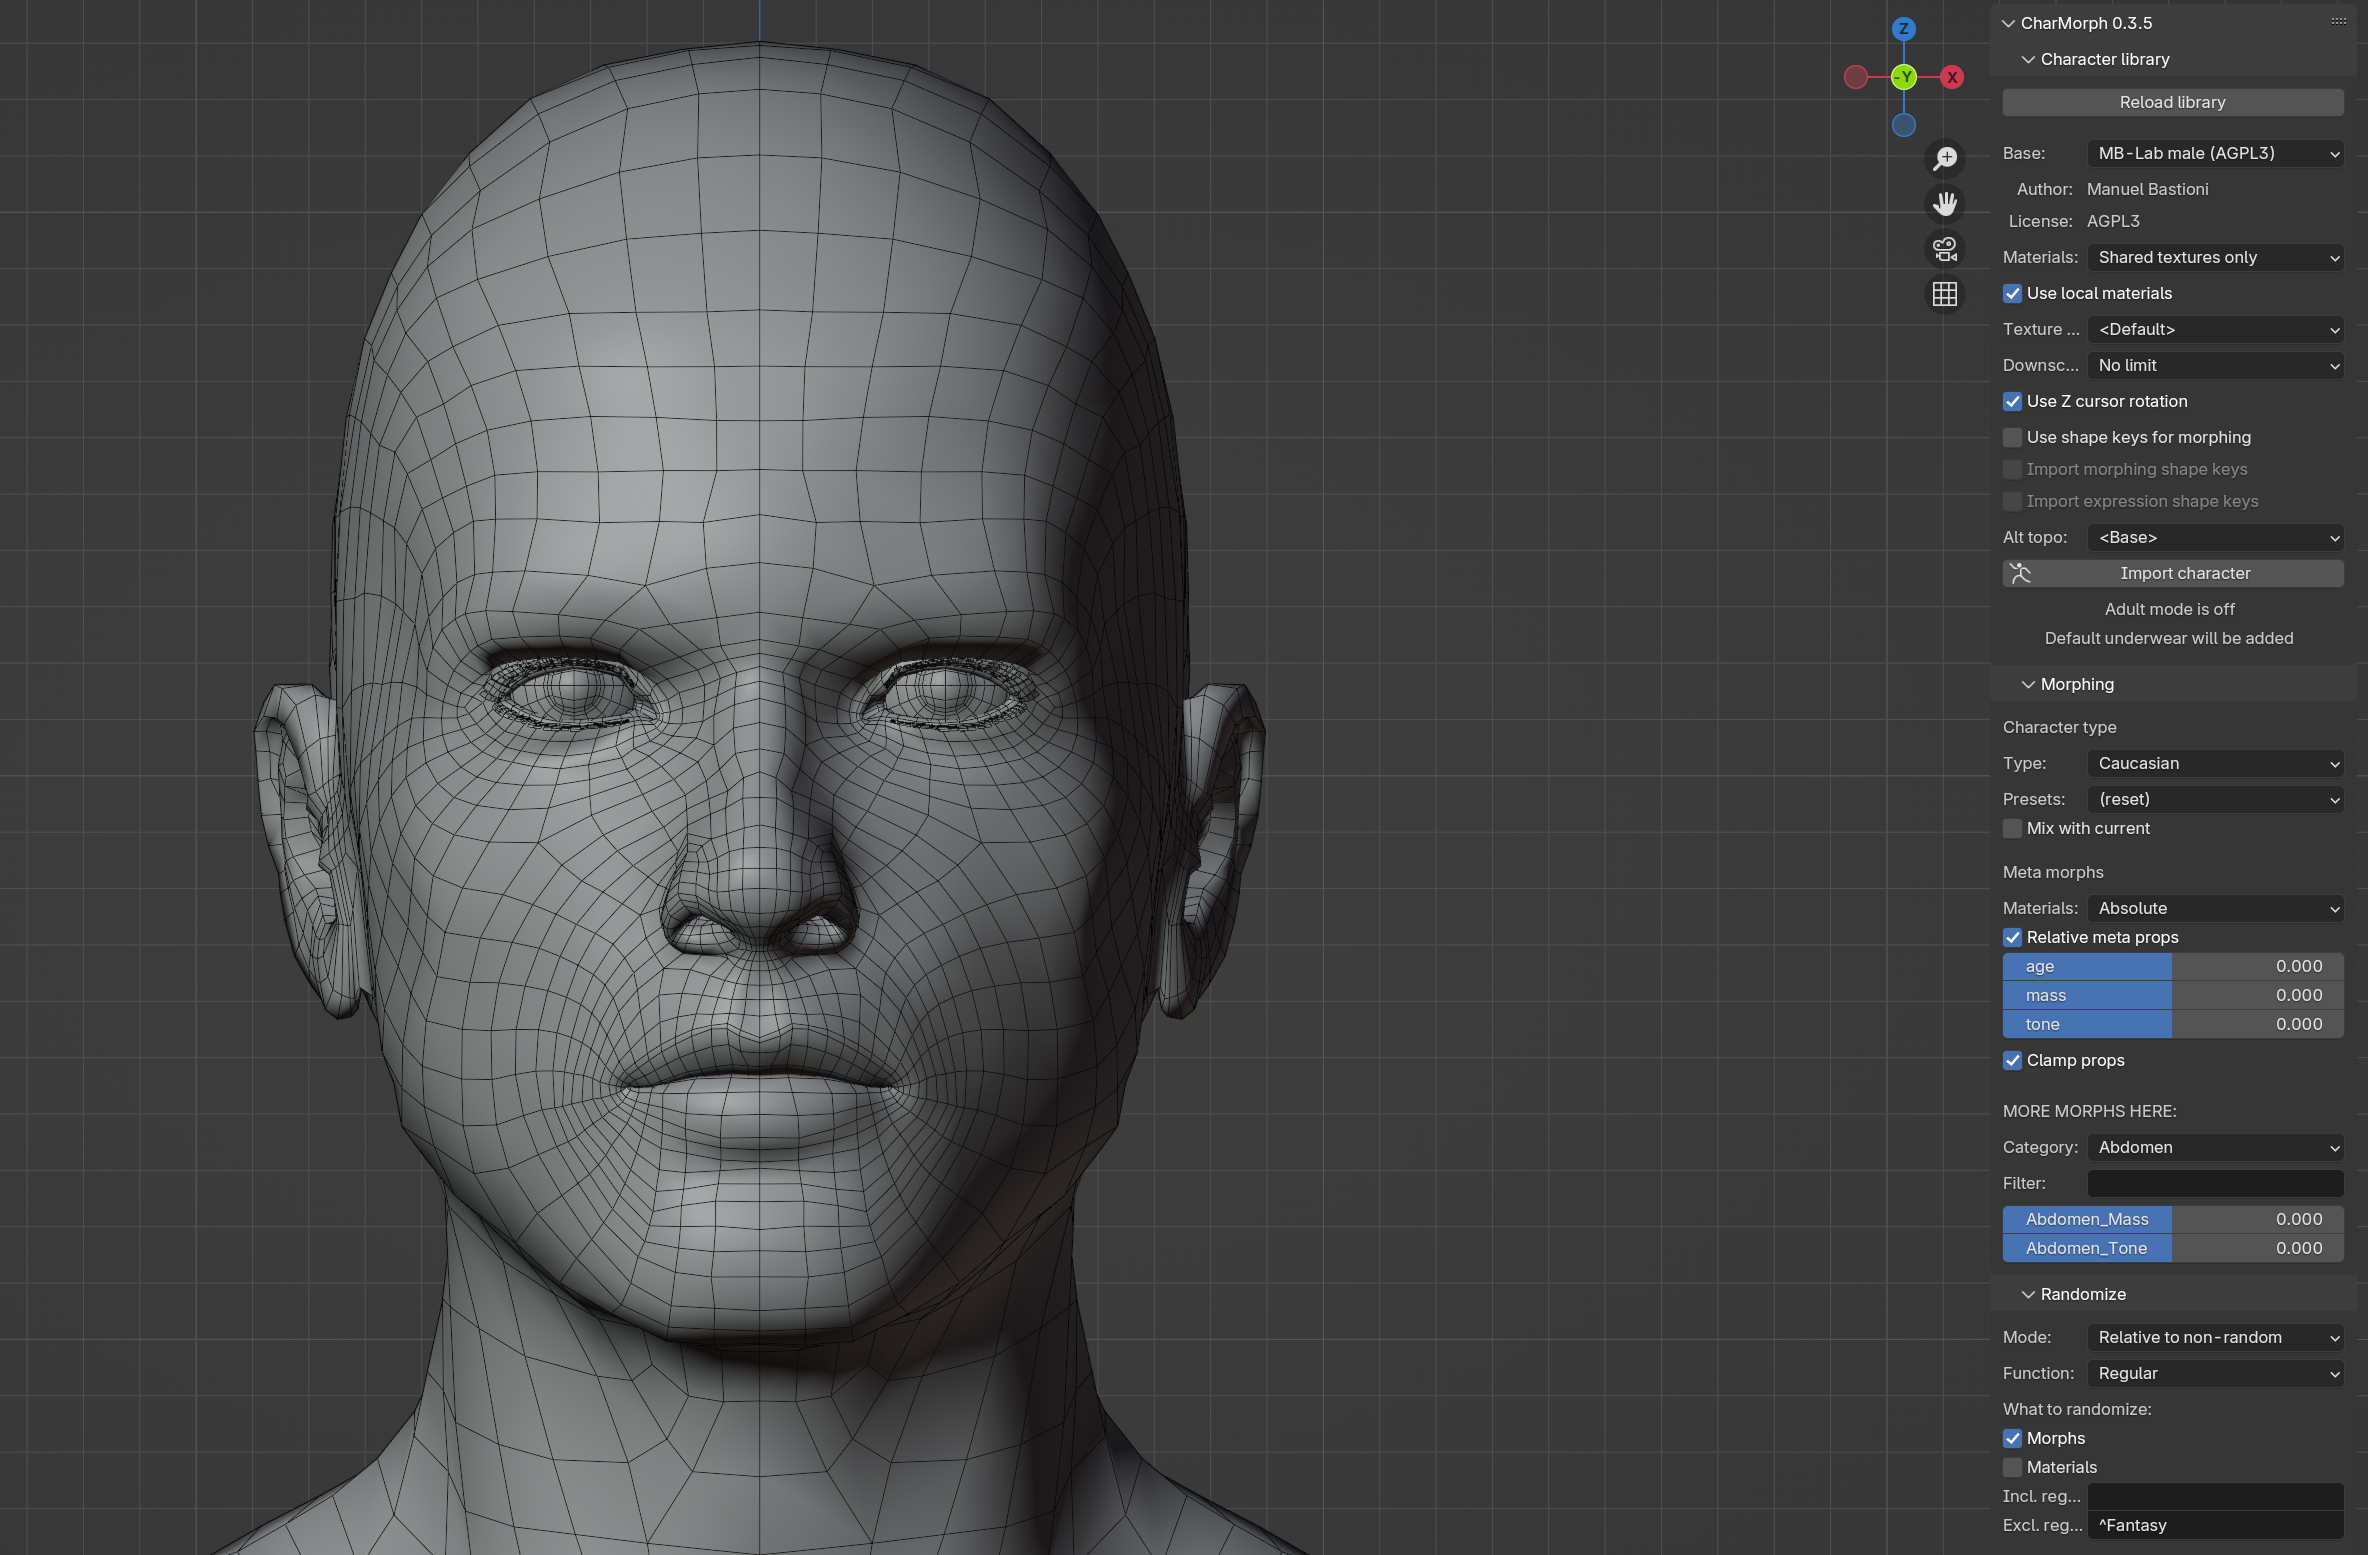 Z
-Y
X
CharMorph 0.3.5
Character library
Reload library
Base: MB-Lab male (AGPL3)
Author: Manuel Bastioni
License: AGPL3
Materials: Shared textures only
Use local materials
Texture ... <Default>
Downsc... No limit
Use Z cursor rotation
Use shape keys for morphing
Import morphing shape keys
Import expression shape keys
Alt topo: <Base>
Import character
Adult mode is off
Default underwear will be added
Morphing
Character type
Type: Caucasian
Presets: (reset)
Mix with current
Meta morphs
Materials: Absolute
Relative meta props
age 0.000
mass 0.000
tone 0.000
Clamp props
MORE MORPHS HERE:
Category: Abdomen
Filter:
Abdomen_Mass 0.000
Abdomen_Tone 0.000
Randomize
Mode: Relative to non-random
Function: Regular
What to randomize:
Morphs
Materials
Incl. reg...
Excl. reg... ^Fantasy